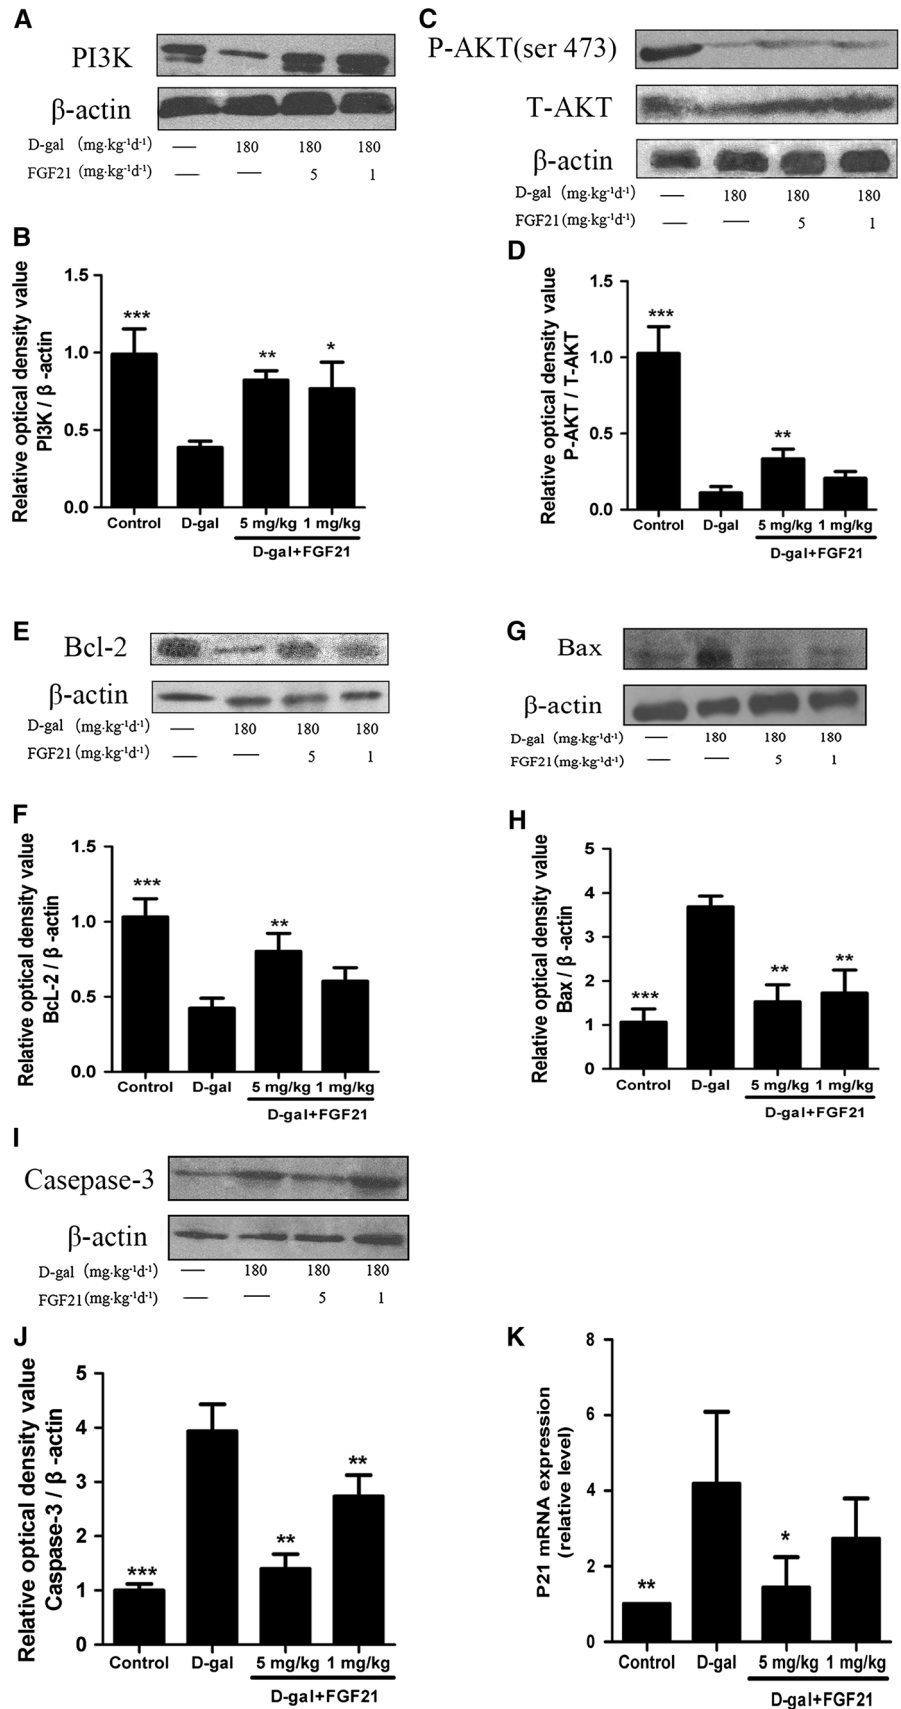 A
PI3K
β-actin
D-gal (mg·kg⁻¹d⁻¹) — 180 180 180
FGF21 (mg·kg⁻¹d⁻¹) — — 5 1
C
P-AKT(ser 473)
T-AKT
β-actin
D-gal (mg·kg⁻¹d⁻¹) — 180 180 180
FGF21(mg·kg⁻¹d⁻¹) — — 5 1
B
Relative optical density value
PI3K / β -actin
1.5
1.0
0.5
0.0
***
**
*
Control D-gal 5 mg/kg 1 mg/kg
D-gal+FGF21
D
Relative optical density value
P-AKT / T-AKT
1.5
1.0
0.5
0.0
***
**
Control D-gal 5 mg/kg 1 mg/kg
D-gal+FGF21
E
Bcl-2
β-actin
D-gal (mg·kg⁻¹d⁻¹) — 180 180 180
FGF21(mg·kg⁻¹d⁻¹) — — 5 1
G
Bax
β-actin
D-gal (mg·kg⁻¹d⁻¹) — 180 180 180
FGF21(mg·kg⁻¹d⁻¹) — — 5 1
F
Relative optical density value
BcL-2 / β -actin
1.5
1.0
0.5
0.0
***
**
Control D-gal 5 mg/kg 1 mg/kg
D-gal+FGF21
H
Relative optical density value
Bax / β -actin
5
4
3
2
1
0
***
**
**
Control D-gal 5 mg/kg 1 mg/kg
D-gal+FGF21
I
Casepase-3
β-actin
D-gal (mg·kg⁻¹d⁻¹) — 180 180 180
FGF21(mg·kg⁻¹d⁻¹) — — 5 1
J
Relative optical density value
Caspase-3 / β -actin
5
4
3
2
1
0
***
**
**
Control D-gal 5 mg/kg 1 mg/kg
D-gal+FGF21
K
P21 mRNA expression
(relative level)
8
6
4
2
0
**
*
Control D-gal 5 mg/kg 1 mg/kg
D-gal+FGF21